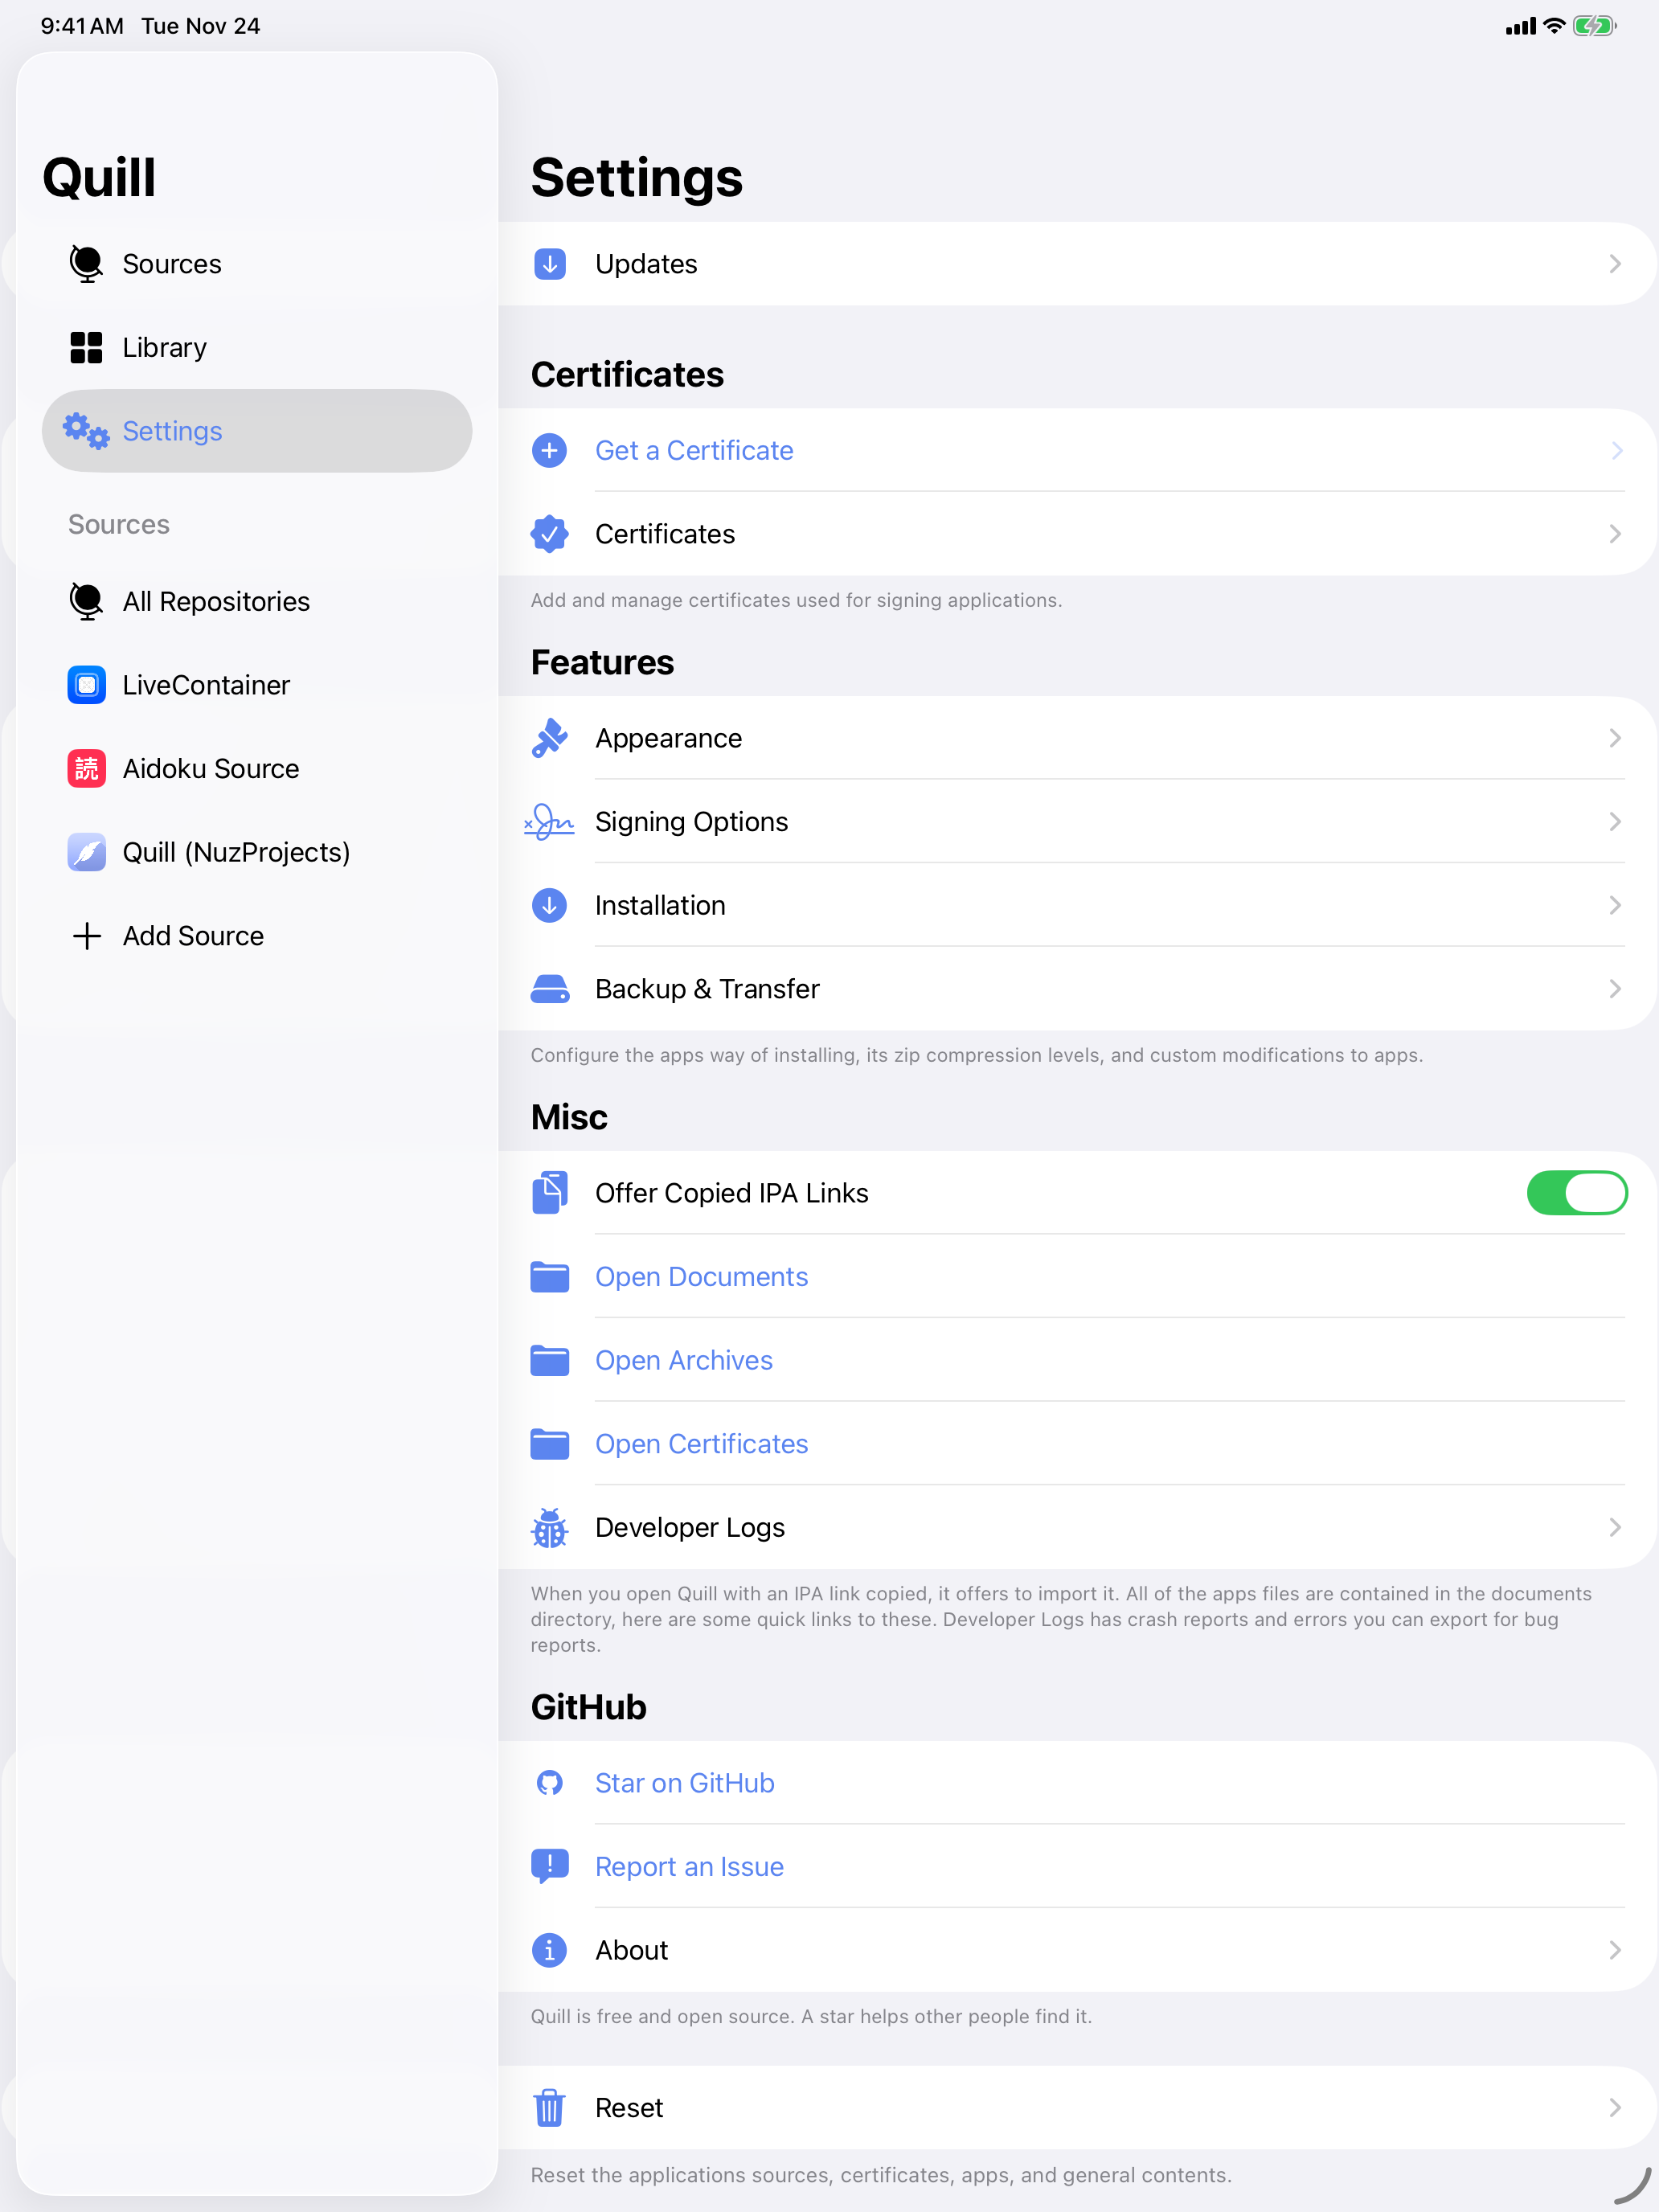 9:41 AM Tue Nov 24
Quill
Sources
Library
Settings
Sources
All Repositories
LiveContainer
読
Aidoku Source
Quill (NuzProjects)
Add Source
Settings
Updates
Certificates
Get a Certificate
Certificates
Add and manage certificates used for signing applications.
Features
Appearance
Signing Options
Installation
Backup & Transfer
Configure the apps way of installing, its zip compression levels, and custom modifications to apps.
Misc
Offer Copied IPA Links
Open Documents
Open Archives
Open Certificates
Developer Logs
When you open Quill with an IPA link copied, it offers to import it. All of the apps files are contained in the documents
directory, here are some quick links to these. Developer Logs has crash reports and errors you can export for bug
reports.
GitHub
Star on GitHub
Report an Issue
About
Quill is free and open source. A star helps other people find it.
Reset
Reset the applications sources, certificates, apps, and general contents.